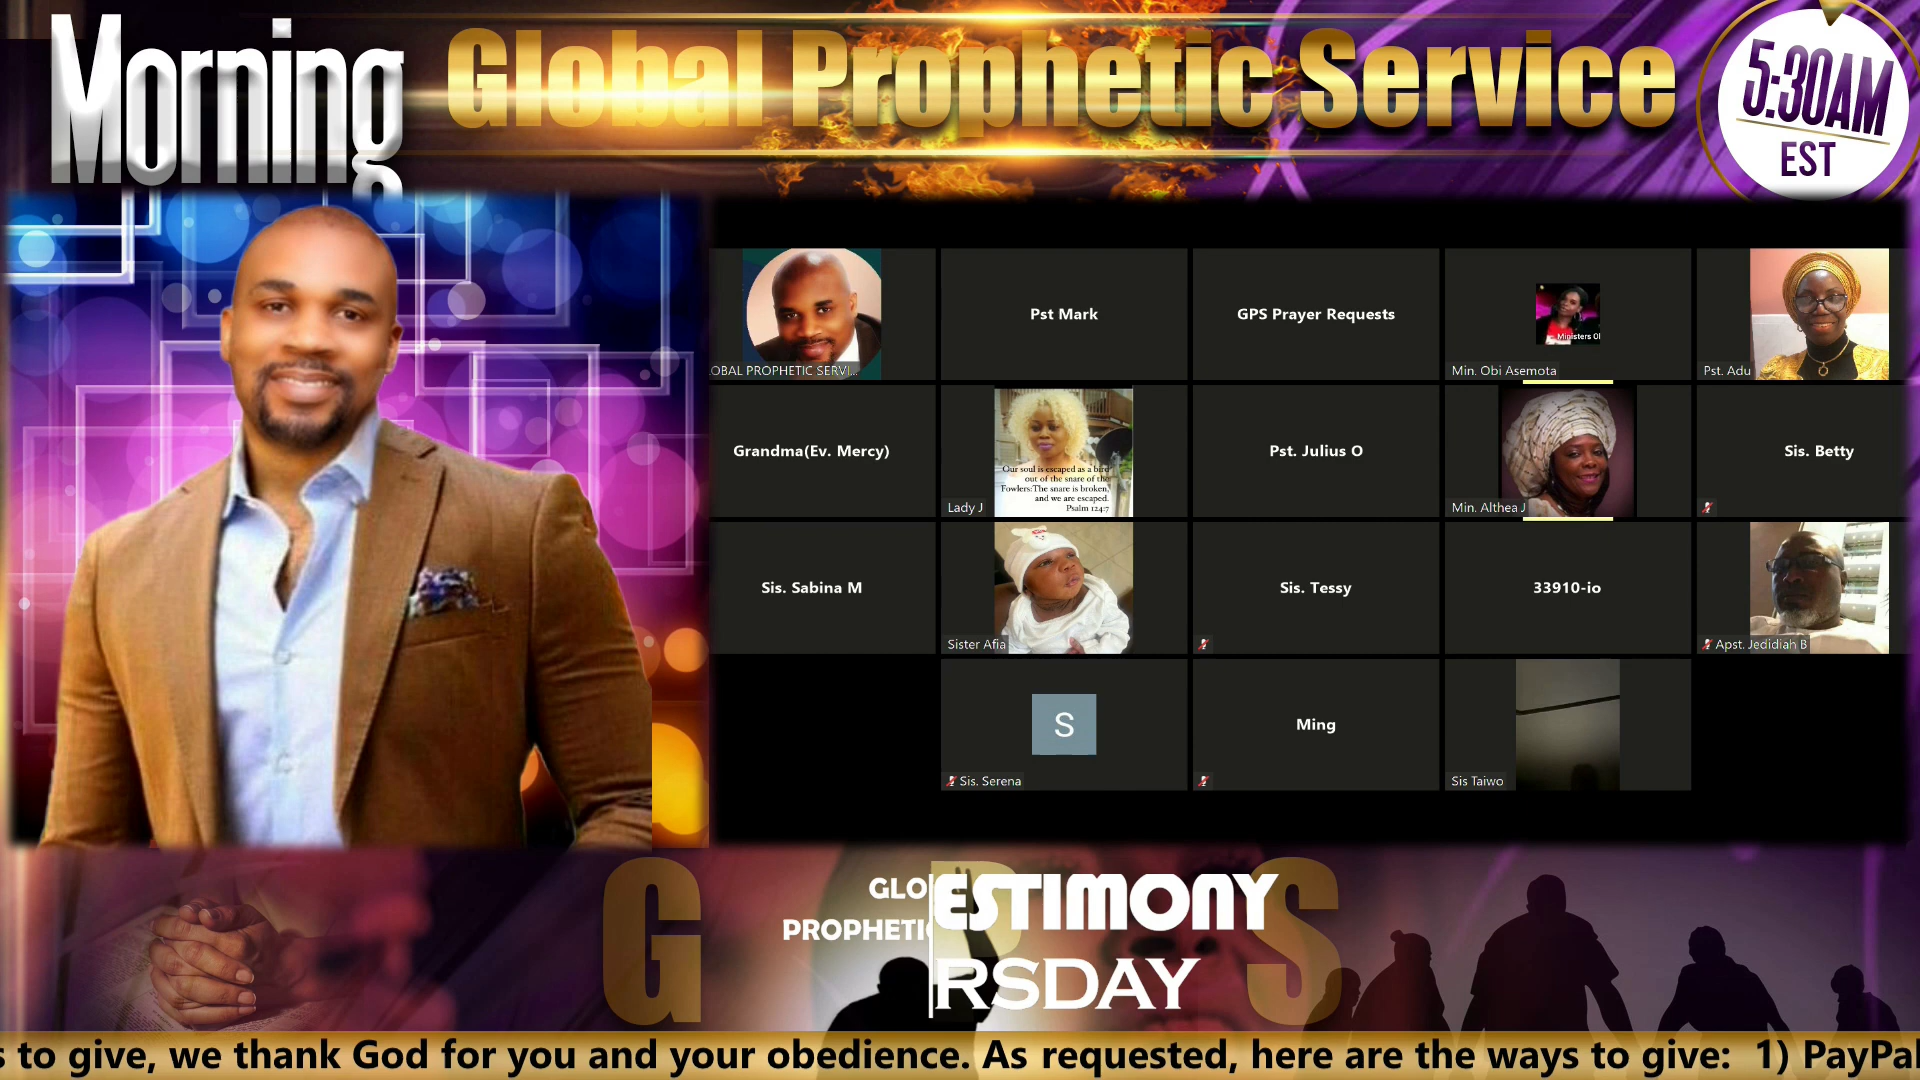 Morning
Global Prophetic Service
5:30AM
EST
OBAL PROPHETIC SERVI...
Pst Mark
GPS Prayer Requests
Ministers Of
Min. Obi Asemota
Pst. Adu
Grandma(Ev. Mercy)
Our soul is escaped as a bird
out of the snare of the
Fowlers:The snare is broken,
and we are escaped.
Psalm 124:7
Lady J
Pst. Julius O
Min. Althea J
Sis. Betty
Sis. Sabina M
Sister Afia
Sis. Tessy
33910-io
Apst. Jedidiah B
S
Sis. Serena
Ming
Sis Taiwo
G P S
GLO
PROPHETI
ESTIMONY
RSDAY
s to give, we thank God for you and your obedience. As requested, here are the ways to give: 1) PayPal